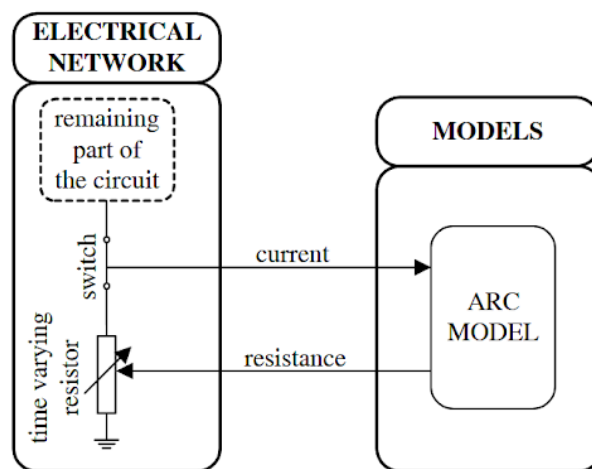 ELECTRICAL
NETWORK
remaining
part of
the circuit
switch
time varying
resistor
current
resistance
MODELS
ARC
MODEL